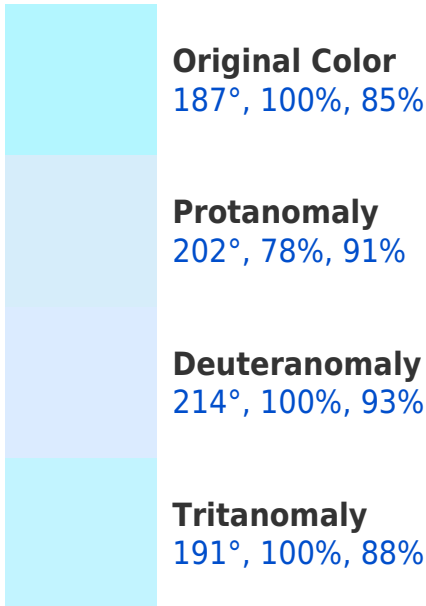 Original Color
187°, 100%, 85%
Protanomaly
202°, 78%, 91%
Deuteranomaly
214°, 100%, 93%
Tritanomaly
191°, 100%, 88%